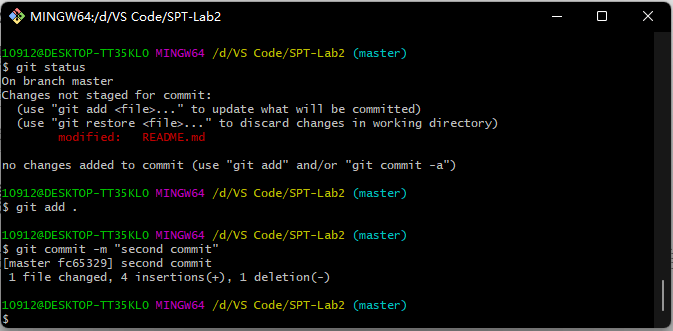 MINGW64:/d/VS Code/SPT-Lab2
10912@DESKTOP-TT35KLO MINGW64 /d/VS Code/SPT-Lab2 (master)
$ git status
On branch master
Changes not staged for commit:
  (use "git add <file>..." to update what will be committed)
  (use "git restore <file>..." to discard changes in working directory)
        modified:   README.md

no changes added to commit (use "git add" and/or "git commit -a")

10912@DESKTOP-TT35KLO MINGW64 /d/VS Code/SPT-Lab2 (master)
$ git add .

10912@DESKTOP-TT35KLO MINGW64 /d/VS Code/SPT-Lab2 (master)
$ git commit -m "second commit"
[master fc65329] second commit
 1 file changed, 4 insertions(+), 1 deletion(-)

10912@DESKTOP-TT35KLO MINGW64 /d/VS Code/SPT-Lab2 (master)
$